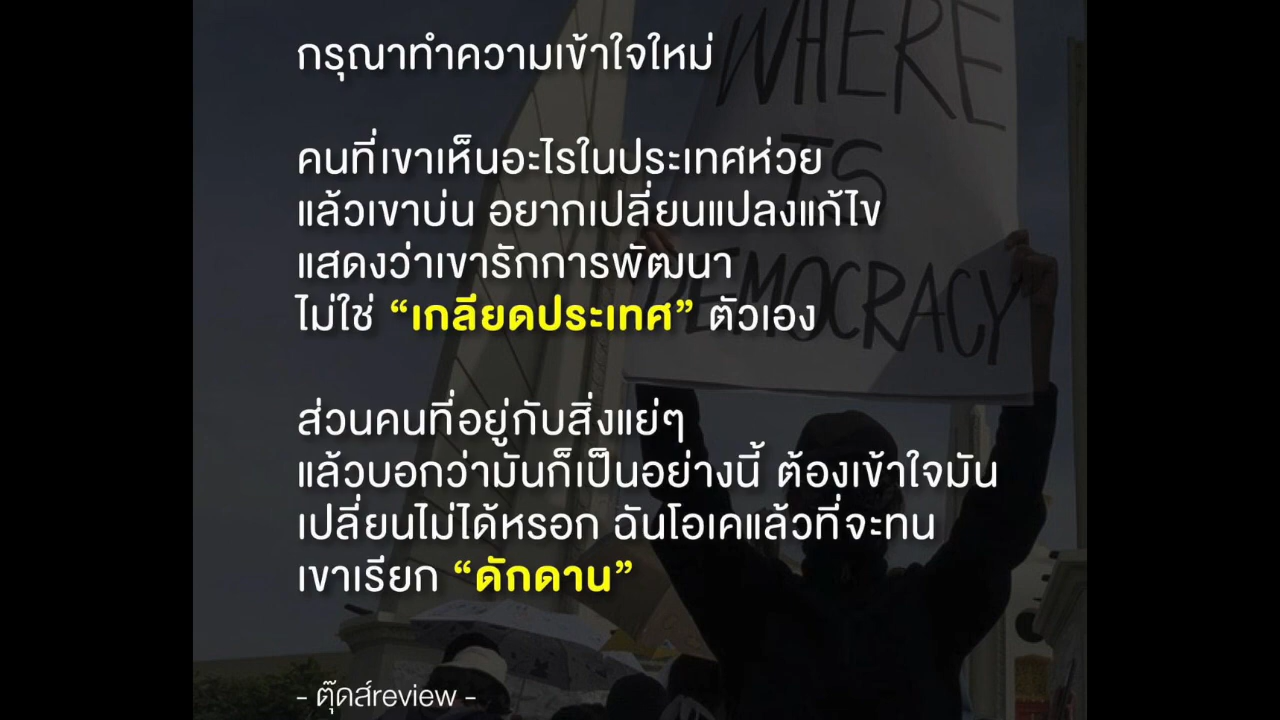 กรุณาทำความเข้าใจใหม่
คนที่เขาเห็นอะไรในประเทศห่วย
แล้วเขาบ่น อยากเปลี่ยนแปลงแก้ไข
แสดงว่าเขารักการพัฒนา
ไม่ใช่ “เกลียดประเทศ” ตัวเอง
ส่วนคนที่อยู่กับสิ่งแย่ๆ
แล้วบอกว่ามันก็เป็นอย่างนี้ ต้องเข้าใจมัน
เปลี่ยนไม่ได้หรอก ฉันโอเคแล้วที่จะทน
เขาเรียก “ดักดาน”
- ตุ๊ดส์review -
WHERE
IS
DEMOCRACY